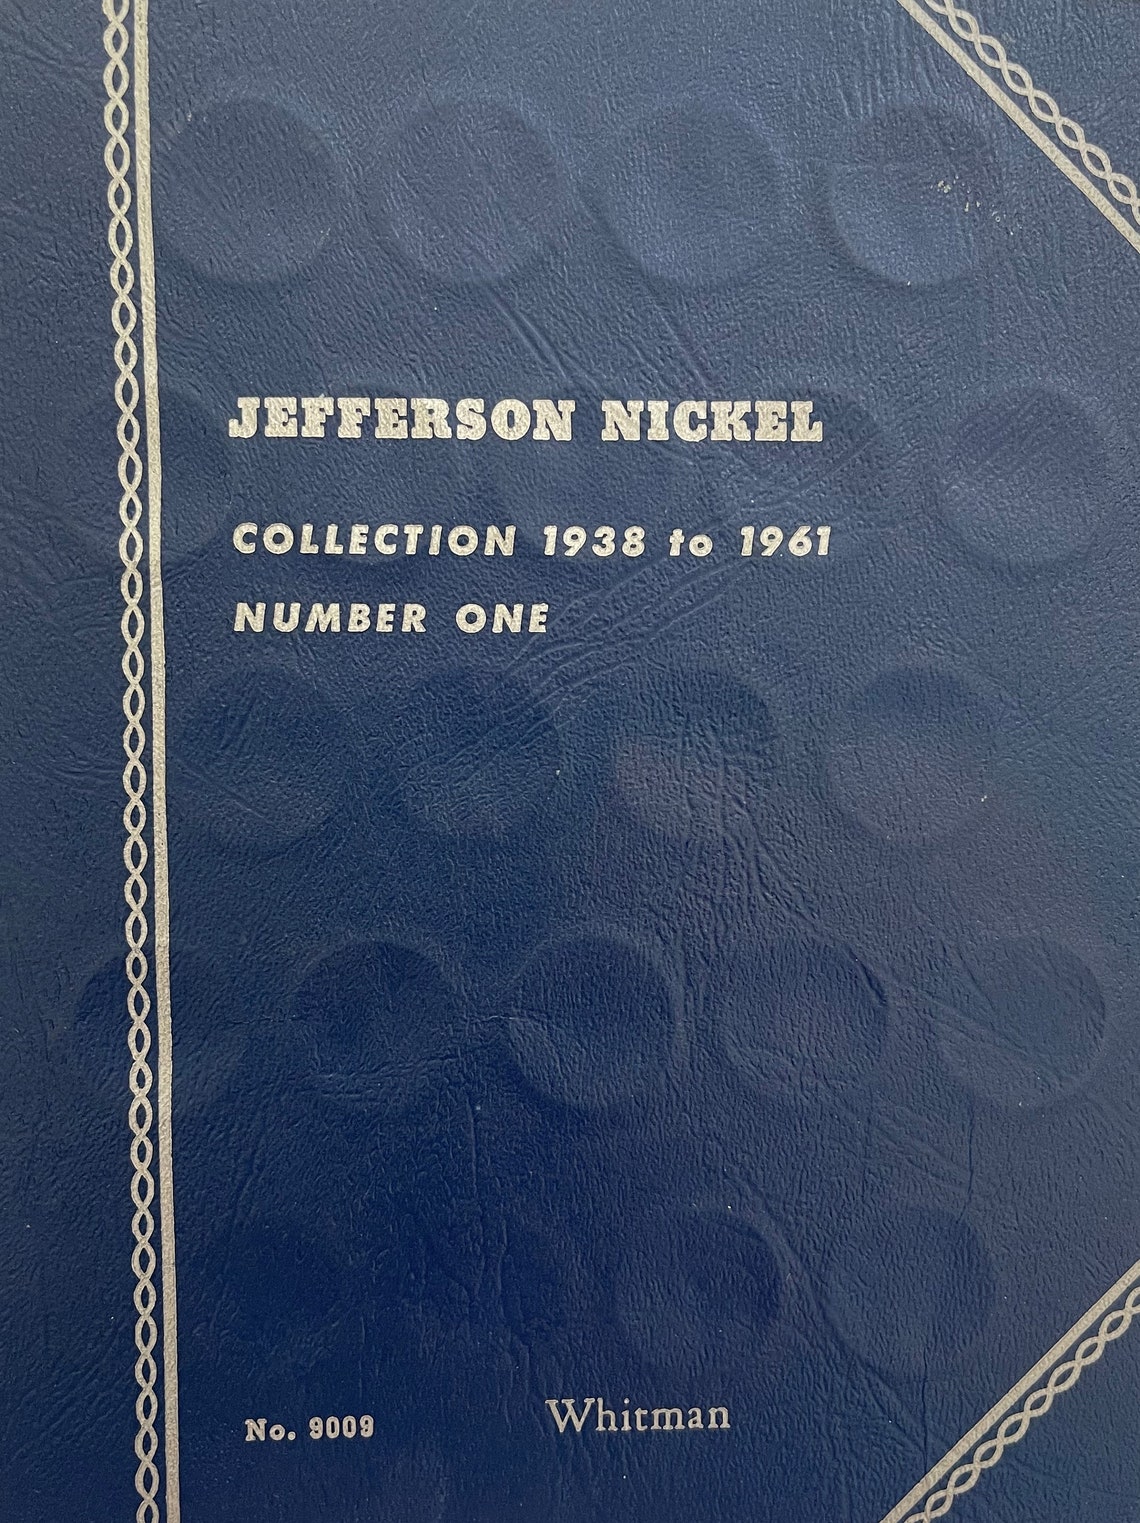 JEFFERSON NICKEL
COLLECTION 1938 to 1961
NUMBER ONE
No. 9009
Whitman